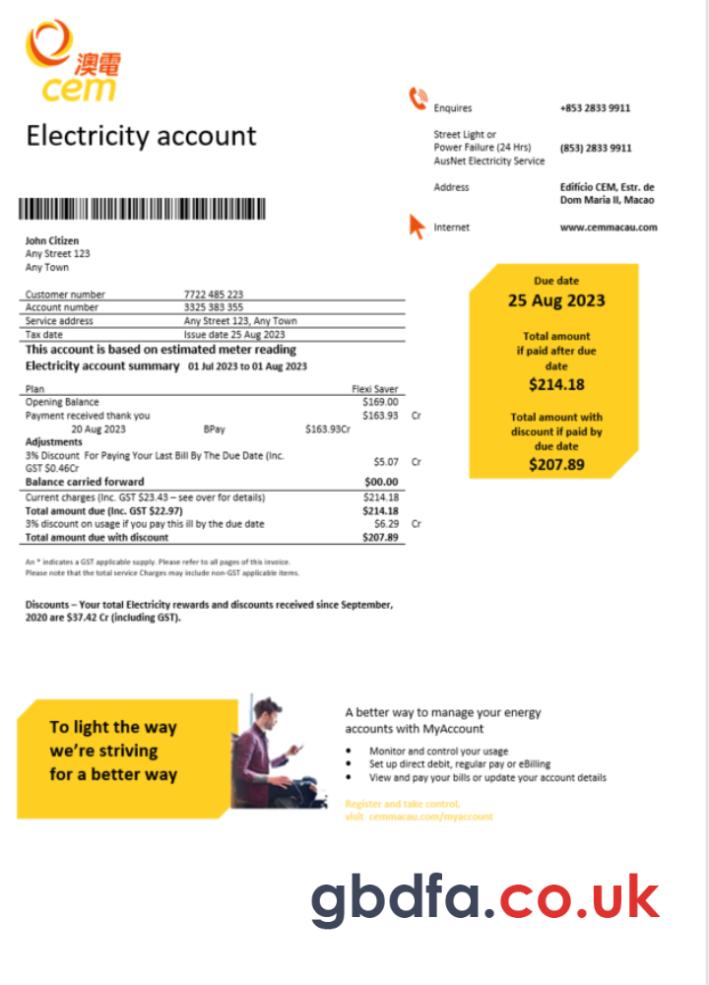 澳電
cem
Electricity account
Enquires +853 2833 9911
Street Light or
Power Failure (24 Hrs) (853) 2833 9911
AusNet Electricity Service
Address Edifício CEM, Estr. de
Dom Maria II, Macao
Internet www.cemmacau.com
John Citizen
Any Street 123
Any Town
Customer number 7722 485 223
Account number 3325 383 355
Service address Any Street 123, Any Town
Tax date Issue date 25 Aug 2023
This account is based on estimated meter reading
Electricity account summary 01 Jul 2023 to 01 Aug 2023
Plan Flexi Saver
Opening Balance $169.00
Payment received thank you $163.93 Cr
20 Aug 2023 BPay $163.93Cr
Adjustments
3% Discount For Paying Your Last Bill By The Due Date (Inc.
GST $0.46Cr $5.07 Cr
Balance carried forward $00.00
Current charges (Inc. GST $23.43 – see over for details) $214.18
Total amount due (Inc. GST $22.97) $214.18
3% discount on usage if you pay this ill by the due date $6.29 Cr
Total amount due with discount $207.89
An * indicates a GST applicable supply. Please refer to all pages of this invoice.
Please note that the total service Charges may include non-GST applicable items.
Discounts – Your total Electricity rewards and discounts received since September,
2020 are $37.42 Cr (including GST).
Due date
25 Aug 2023
Total amount
if paid after due
date
$214.18
Total amount with
discount if paid by
due date
$207.89
To light the way
we're striving
for a better way
A better way to manage your energy
accounts with MyAccount
• Monitor and control your usage
• Set up direct debit, regular pay or eBilling
• View and pay your bills or update your account details
Register and take control.
visit cemmacau.com/myaccount
gbdfa.co.uk